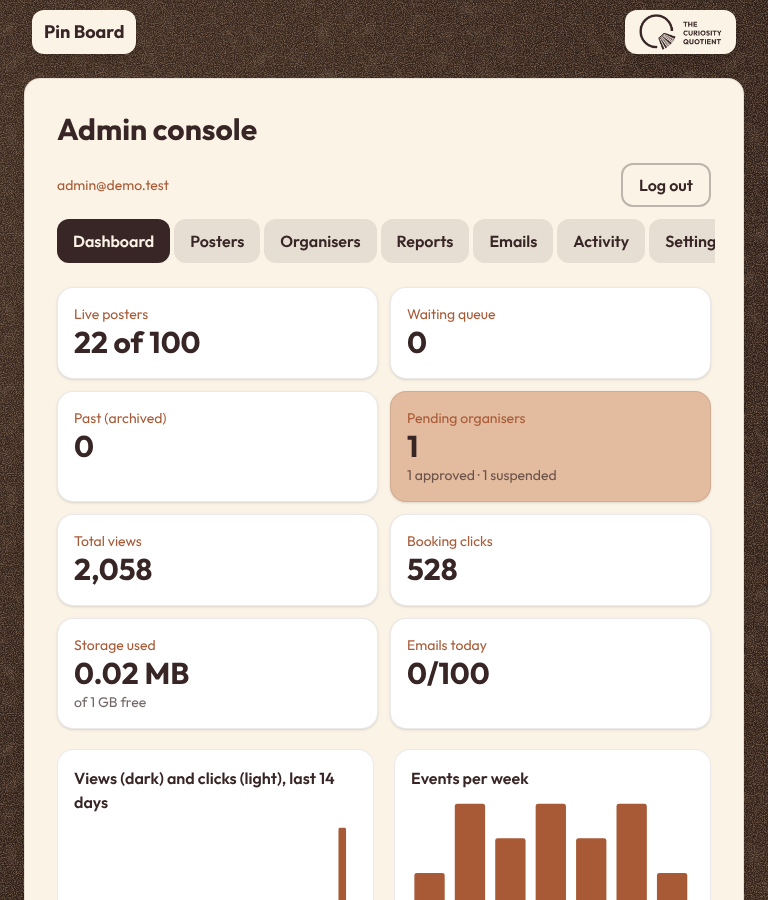 Pin Board
THE
CURIOSITY
QUOTIENT
Admin console
admin@demo.test
Log out
Dashboard
Posters
Organisers
Reports
Emails
Activity
Setting
Live posters
22 of 100
Waiting queue
0
Past (archived)
0
Pending organisers
1
1 approved · 1 suspended
Total views
2,058
Booking clicks
528
Storage used
0.02 MB
of 1 GB free
Emails today
0/100
Views (dark) and clicks (light), last 14
days
Events per week